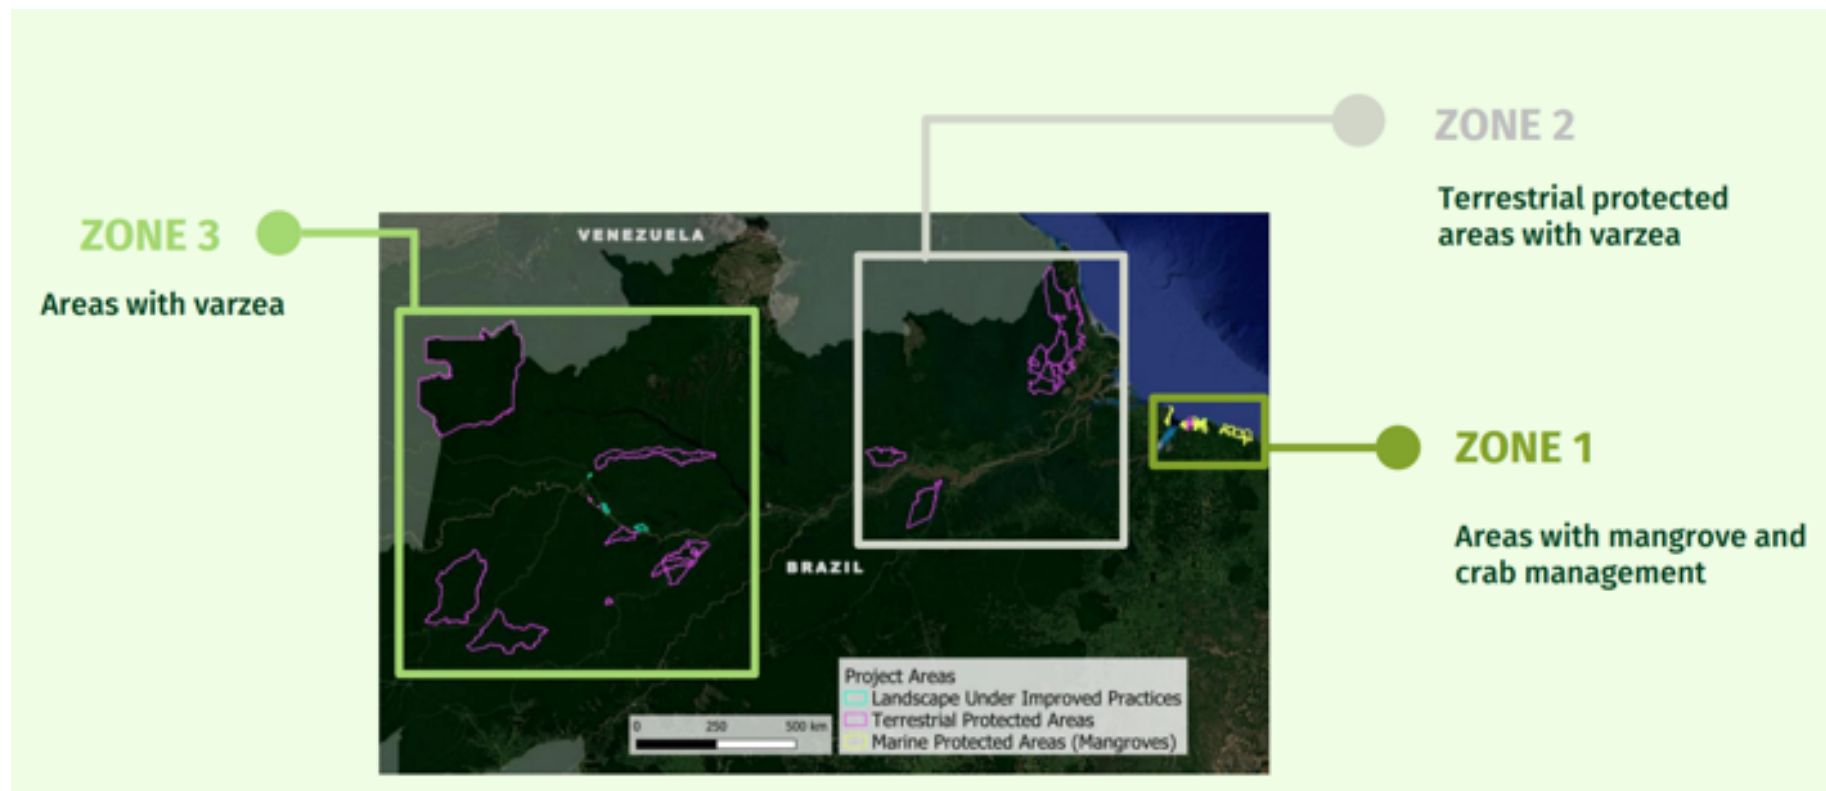 ZONE 2
Terrestrial protected
areas with varzea
ZONE 3
Areas with varzea
VENEZUELA
ZONE 1
Areas with mangrove and
crab management
BRAZIL
Project Areas
Landscape Under Improved Practices
Terrestrial Protected Areas
Marine Protected Areas (Mangroves)
0 250 500 km